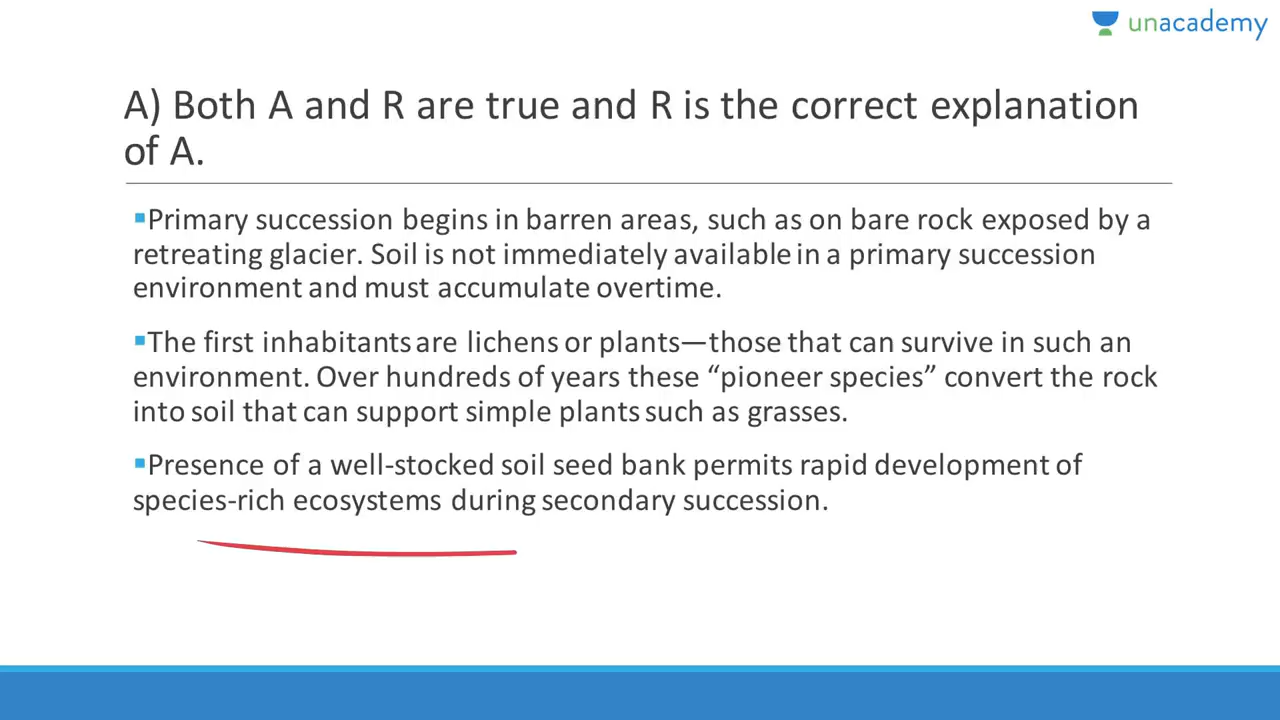 unacademy
A) Both A and R are true and R is the correct explanation
of A.
▪Primary succession begins in barren areas, such as on bare rock exposed by a
retreating glacier. Soil is not immediately available in a primary succession
environment and must accumulate overtime.
▪The first inhabitants are lichens or plants—those that can survive in such an
environment. Over hundreds of years these “pioneer species” convert the rock
into soil that can support simple plants such as grasses.
▪Presence of a well-stocked soil seed bank permits rapid development of
species-rich ecosystems during secondary succession.